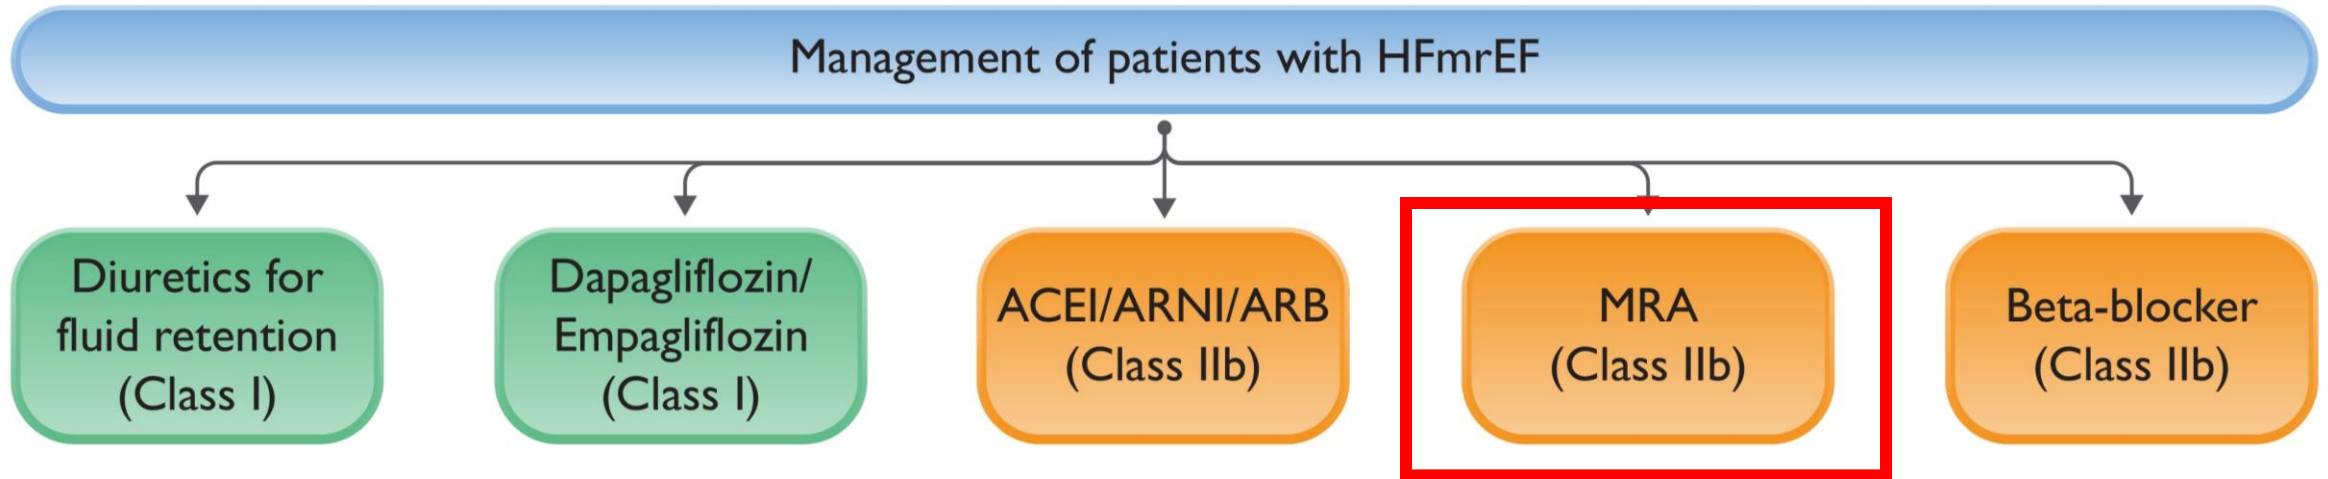 Management of patients with HFmrEF
Diuretics for
fluid retention
(Class I)
Dapagliflozin/
Empagliflozin
(Class I)
ACEI/ARNI/ARB
(Class IIb)
MRA
(Class IIb)
Beta-blocker
(Class IIb)